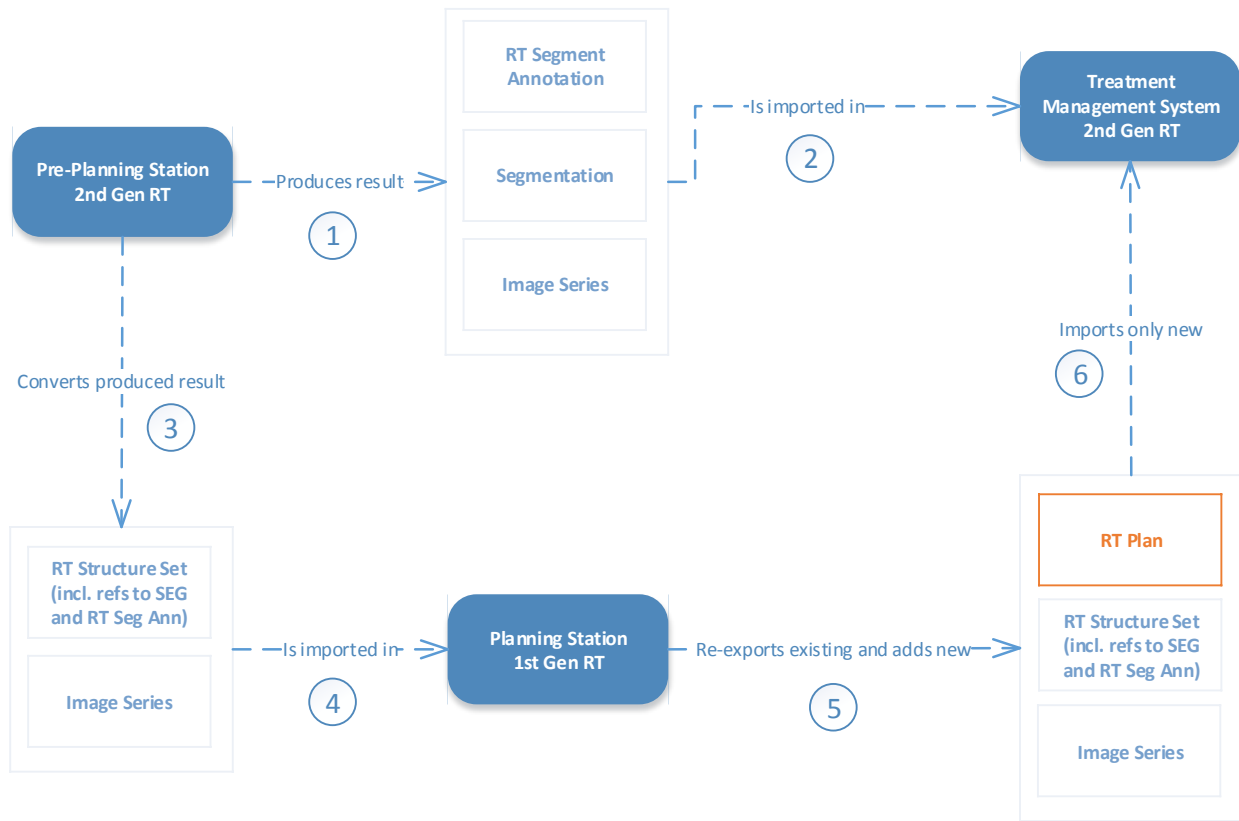 RT Segment
Annotation
Segmentation
Image Series
Treatment
Management System
2nd Gen RT
Is imported in
2
Pre-Planning Station
2nd Gen RT
Produces result
1
Imports only new
6
Converts produced result
3
RT Structure Set
(incl. refs to SEG
and RT Seg Ann)
Image Series
Is imported in
4
Planning Station
1st Gen RT
Re-exports existing and adds new
5
RT Plan
RT Structure Set
(incl. refs to SEG
and RT Seg Ann)
Image Series